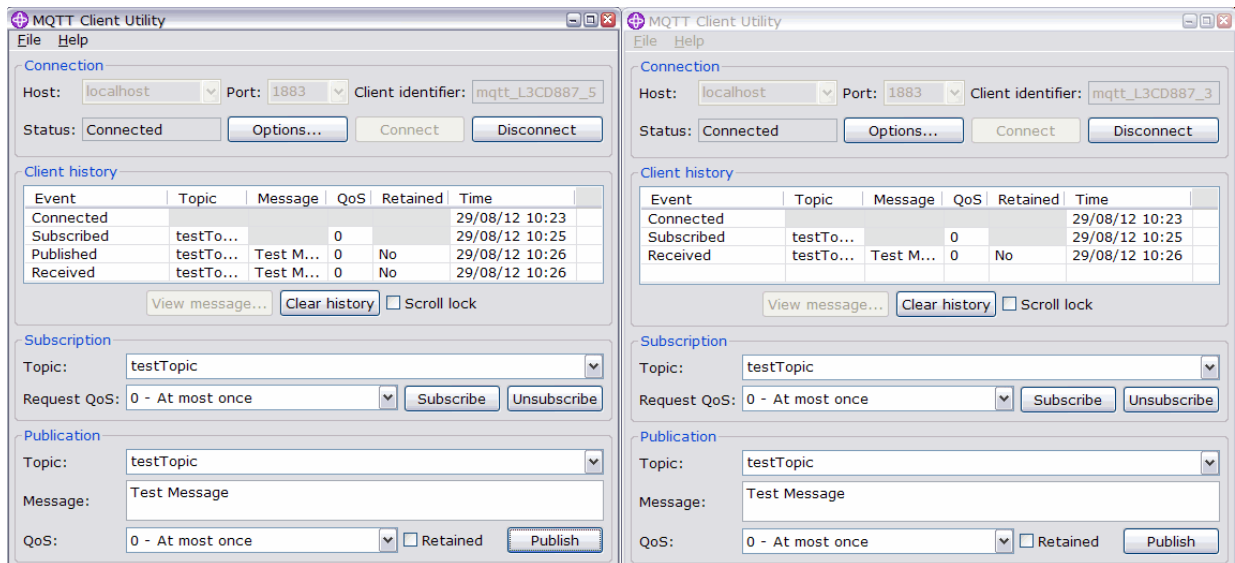 MQTT Client Utility
File Help
Connection
Host: localhost Port: 1883 Client identifier: mqtt_L3CD887_5
Status: Connected Options... Connect Disconnect
Client history
Event Topic Message QoS Retained Time
Connected 29/08/12 10:23
Subscribed testTo... 0 29/08/12 10:25
Published testTo... Test M... 0 No 29/08/12 10:26
Received testTo... Test M... 0 No 29/08/12 10:26
View message... Clear history Scroll lock
Subscription
Topic: testTopic
Request QoS: 0 - At most once Subscribe Unsubscribe
Publication
Topic: testTopic
Message: Test Message
QoS: 0 - At most once Retained Publish
MQTT Client Utility
File Help
Connection
Host: localhost Port: 1883 Client identifier: mqtt_L3CD887_3
Status: Connected Options... Connect Disconnect
Client history
Event Topic Message QoS Retained Time
Connected 29/08/12 10:23
Subscribed testTo... 0 29/08/12 10:25
Received testTo... Test M... 0 No 29/08/12 10:26
View message... Clear history Scroll lock
Subscription
Topic: testTopic
Request QoS: 0 - At most once Subscribe Unsubscribe
Publication
Topic: testTopic
Message: Test Message
QoS: 0 - At most once Retained Publish